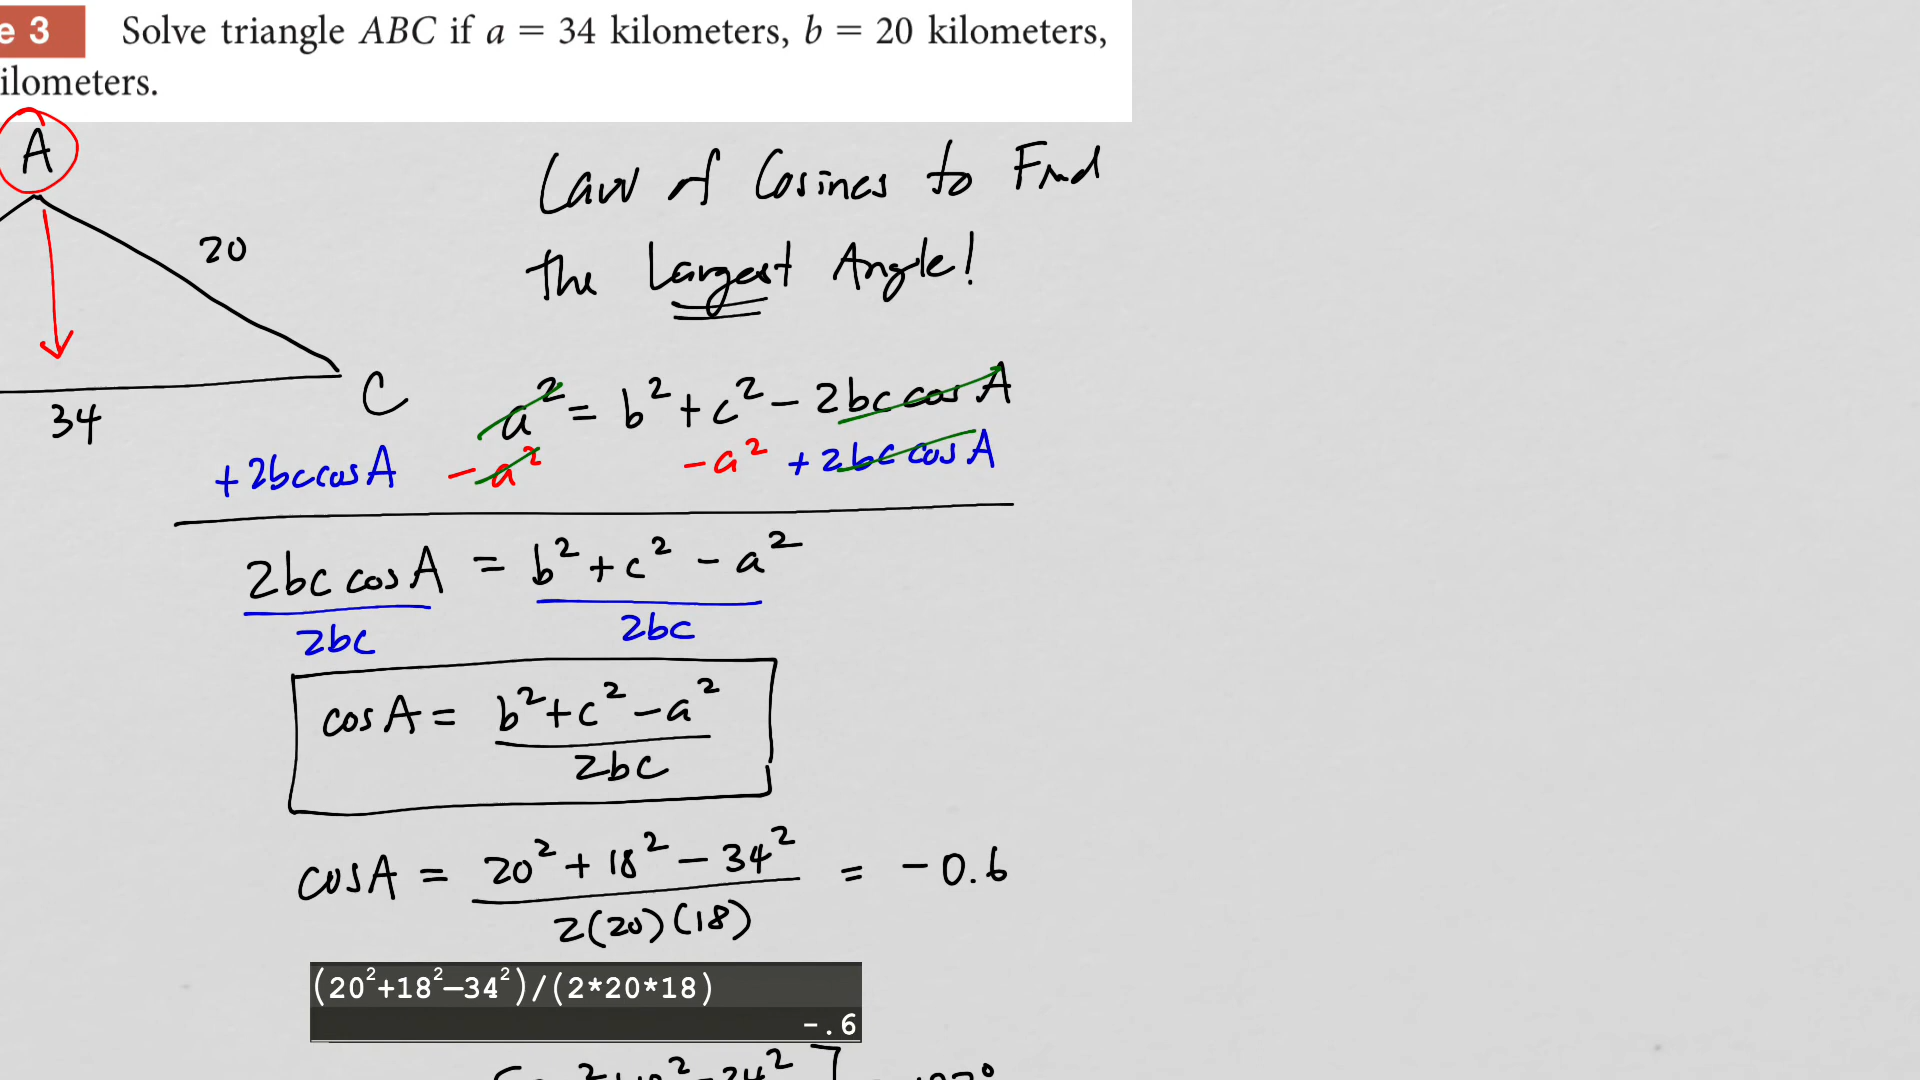 e 3 Solve triangle ABC if a = 34 kilometers, b = 20 kilometers,
ilometers.
A
20
34
C
Law of Cosines to Find
the Largest Angle!
a² = b² + c² − 2bc cos A
+2bc cos A −a² −a² +2bc cos A
2bc cos A = b² + c² − a²
2bc 2bc
cos A = b² + c² − a²
2bc
cos A = 20² + 18² − 34² = −0.6
2(20)(18)
(20²+18²−34²)/(2*20*18)
-.6